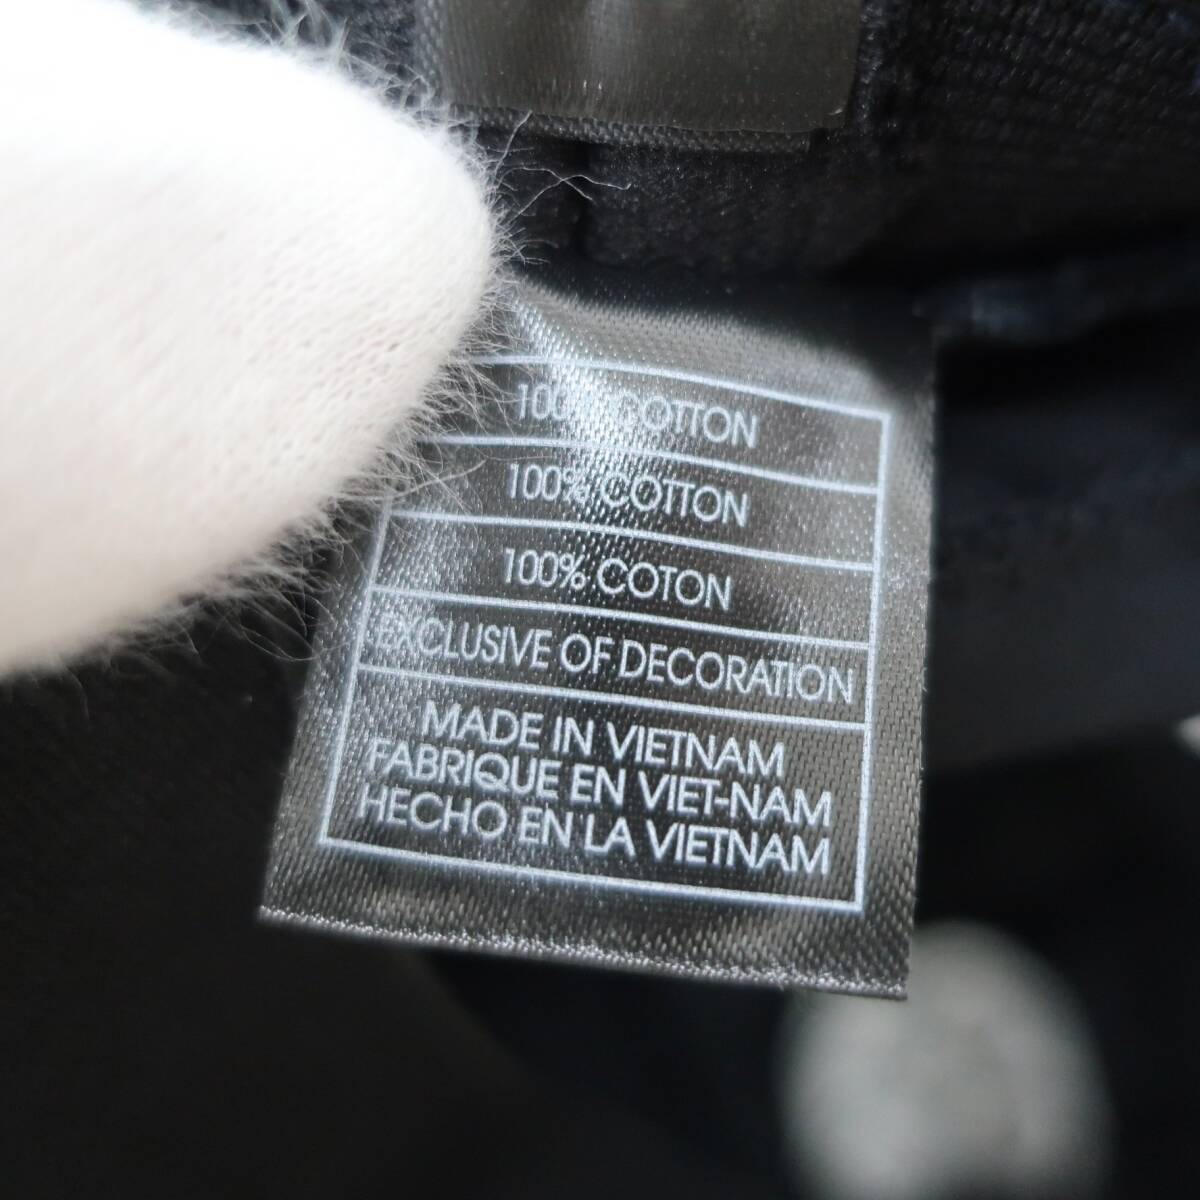 100% COTTON
100% COTTON
100% COTON
EXCLUSIVE OF DECORATION
MADE IN VIETNAM
FABRIQUE EN VIET-NAM
HECHO EN LA VIETNAM